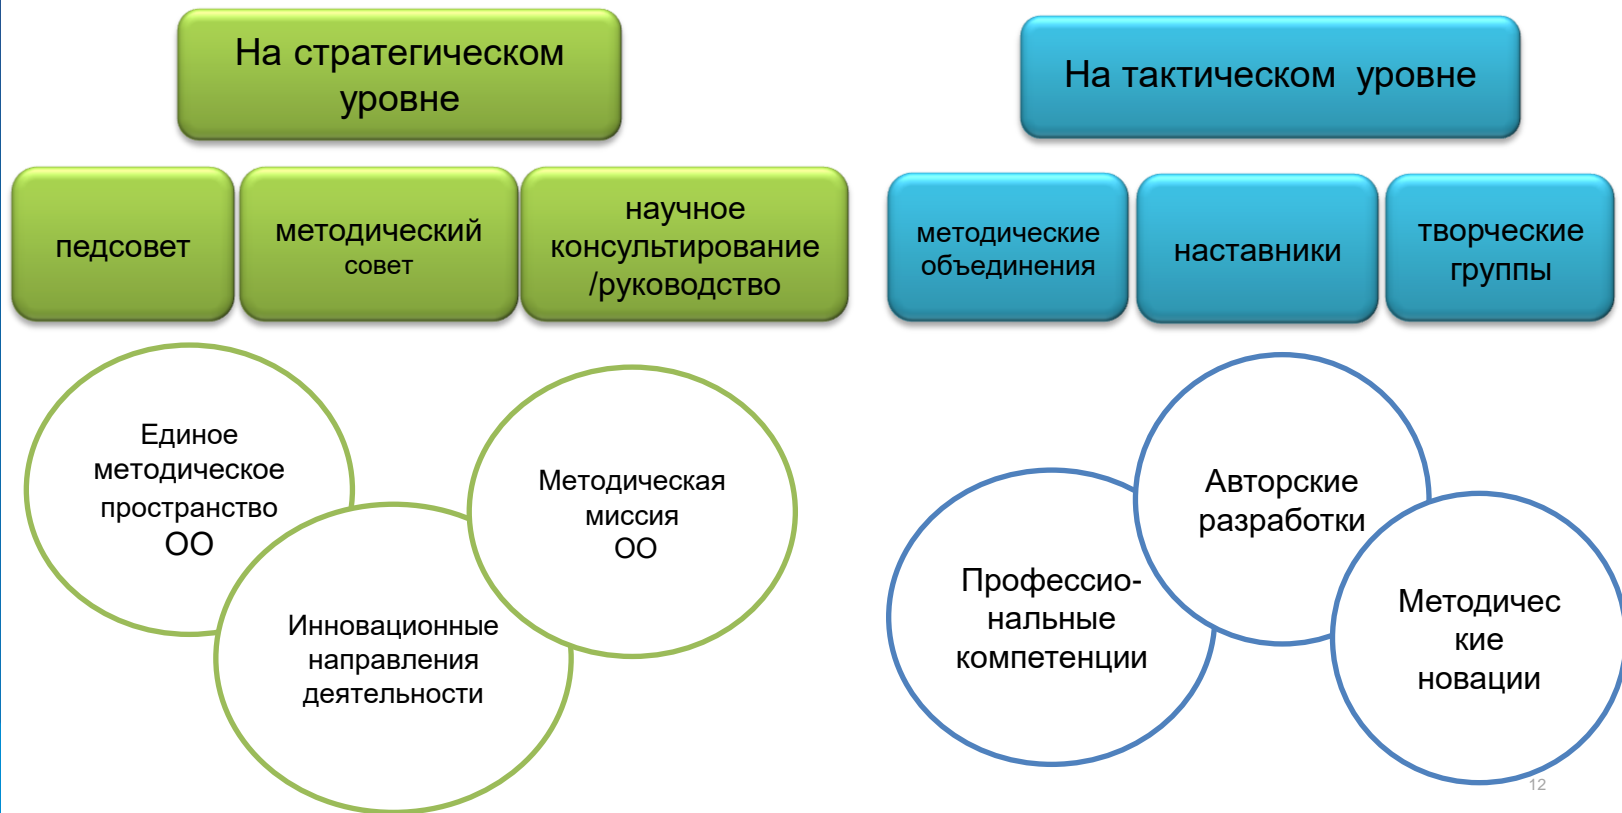 На стратегическом
уровне
На тактическом уровне
педсовет
методический
совет
научное
консультирование
/руководство
методические
объединения
наставники
творческие
группы
Единое
методическое
пространство
ОО
Инновационные
направления
деятельности
Методическая
миссия
ОО
Профессио-
нальные
компетенции
Авторские
разработки
Методичес
кие
новации
12